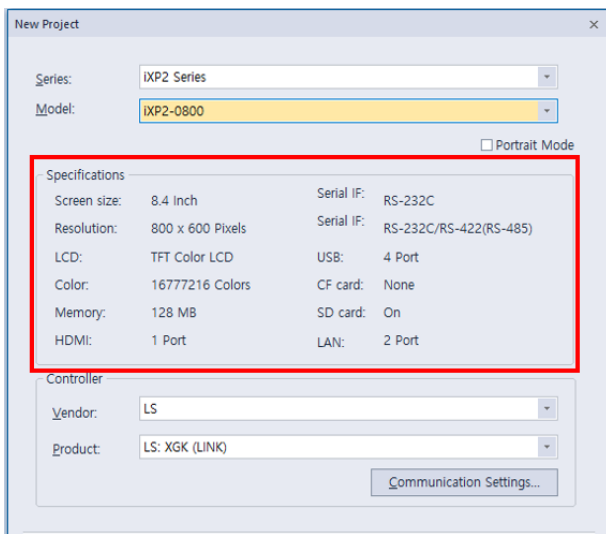 New Project
Series: iXP2 Series
Model: iXP2-0800
Portrait Mode
Specifications
Screen size: 8.4 Inch Serial IF: RS-232C
Resolution: 800 x 600 Pixels Serial IF: RS-232C/RS-422(RS-485)
LCD: TFT Color LCD USB: 4 Port
Color: 16777216 Colors CF card: None
Memory: 128 MB SD card: On
HDMI: 1 Port LAN: 2 Port
Controller
Vendor: LS
Product: LS: XGK (LINK)
Communication Settings...